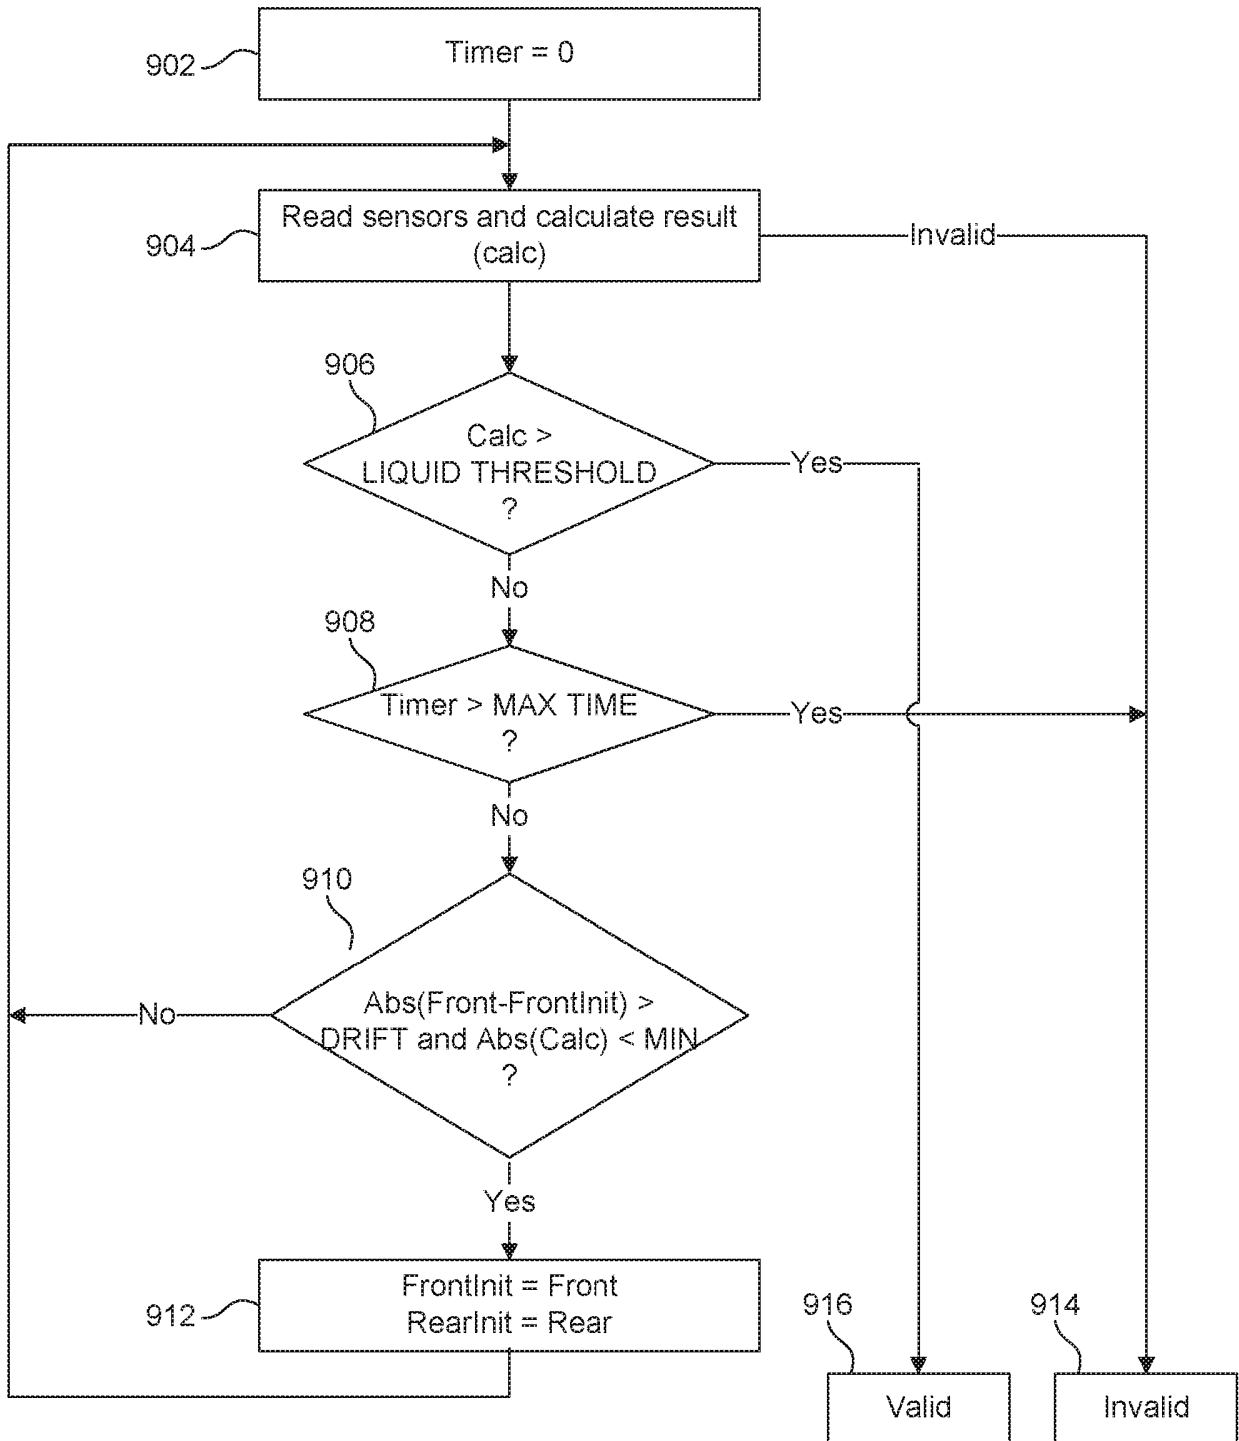 Timer = 0
902
Read sensors and calculate result
(calc)
904
Invalid
906
Calc >
LIQUID THRESHOLD
?
Yes
No
908
Timer > MAX TIME
?
Yes
No
910
Abs(Front-FrontInit) >
DRIFT and Abs(Calc) < MIN
?
No
Yes
FrontInit = Front
RearInit = Rear
912
916
914
Valid
Invalid